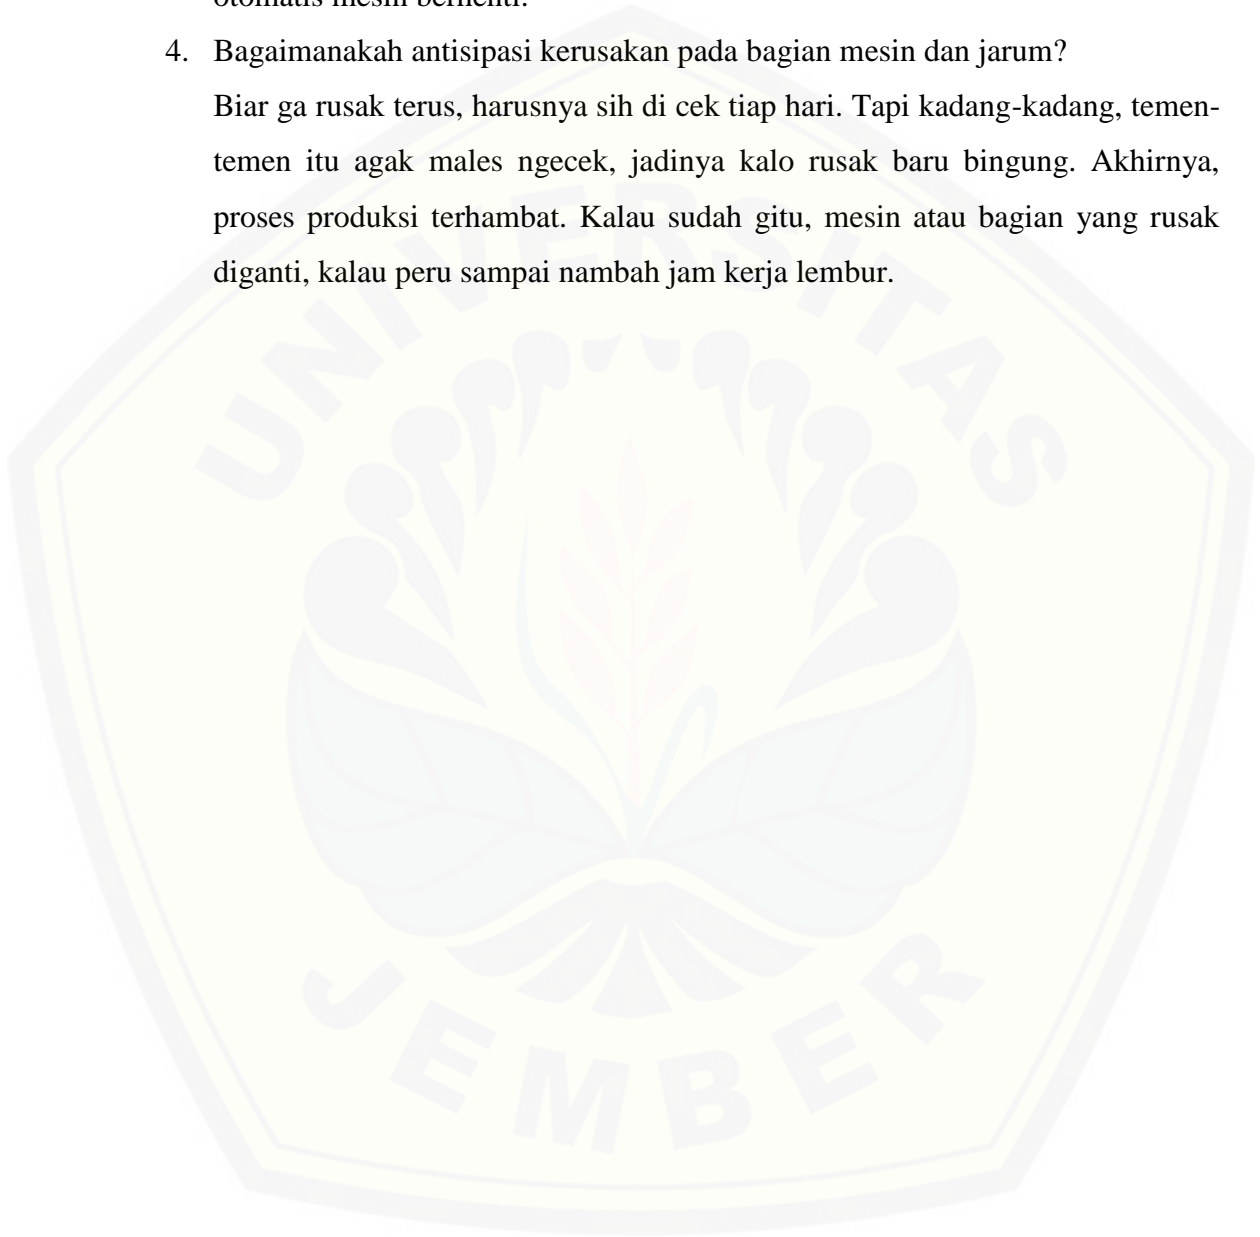 otomatis mesin berhenti.
4. Bagaimanakah antisipasi kerusakan pada bagian mesin dan jarum?
Biar ga rusak terus, harusnya sih di cek tiap hari. Tapi kadang-kadang, temen-
temen itu agak males ngecek, jadinya kalo rusak baru bingung. Akhirnya,
proses produksi terhambat. Kalau sudah gitu, mesin atau bagian yang rusak
diganti, kalau peru sampai nambah jam kerja lembur.
UNIVERSITAS
JEMBER